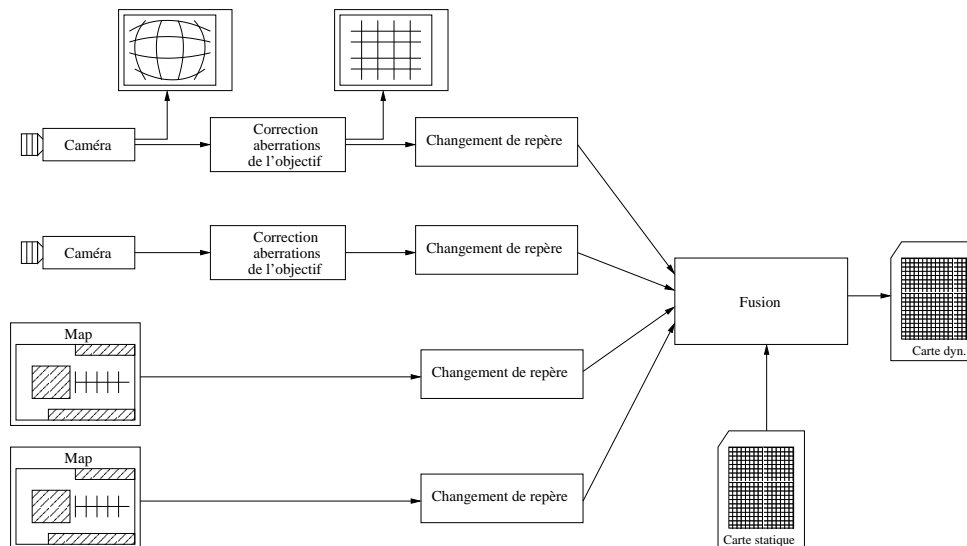 Caméra
Correction
aberrations
de l'objectif
Changement de repère
Caméra
Correction
aberrations
de l'objectif
Changement de repère
Fusion
Carte dyn.
Map
Changement de repère
Map
Changement de repère
Carte statique